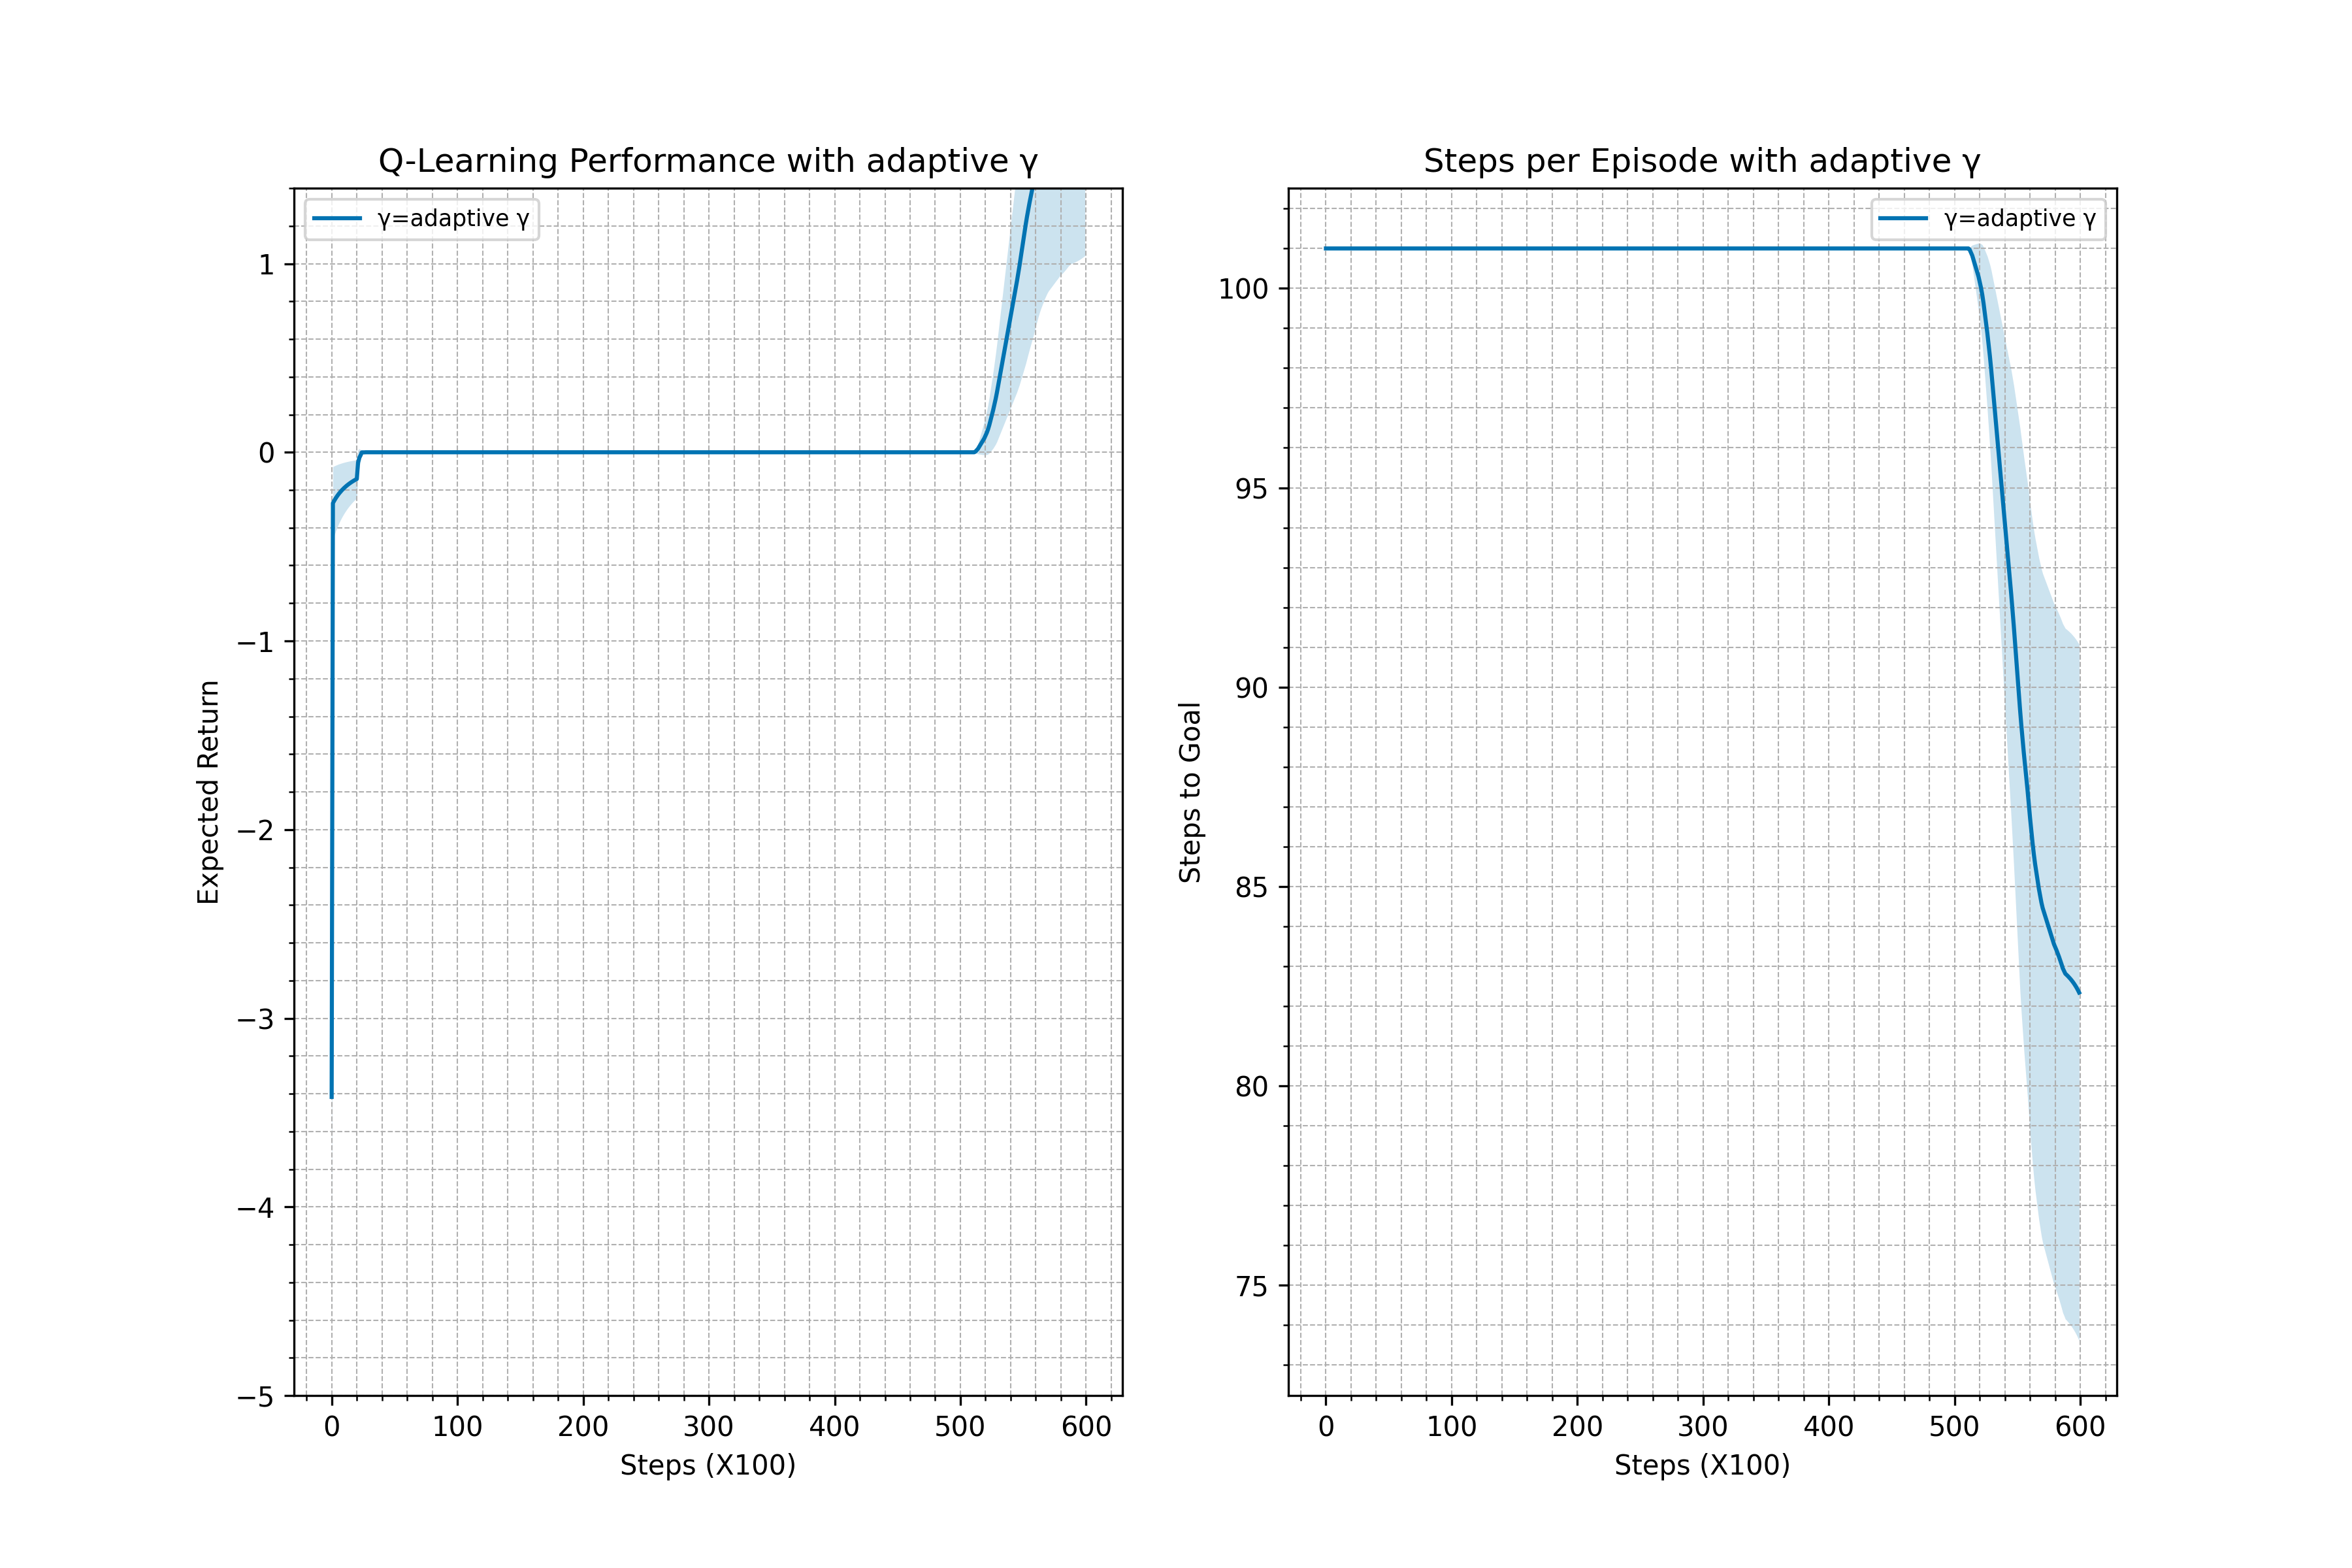 Q-Learning Performance with adaptive γ
γ=adaptive γ
1
0
−1
−2
−3
−4
−5
Expected Return
0 100 200 300 400 500 600
Steps (X100)
Steps per Episode with adaptive γ
γ=adaptive γ
100
95
90
85
80
75
Steps to Goal
0 100 200 300 400 500 600
Steps (X100)